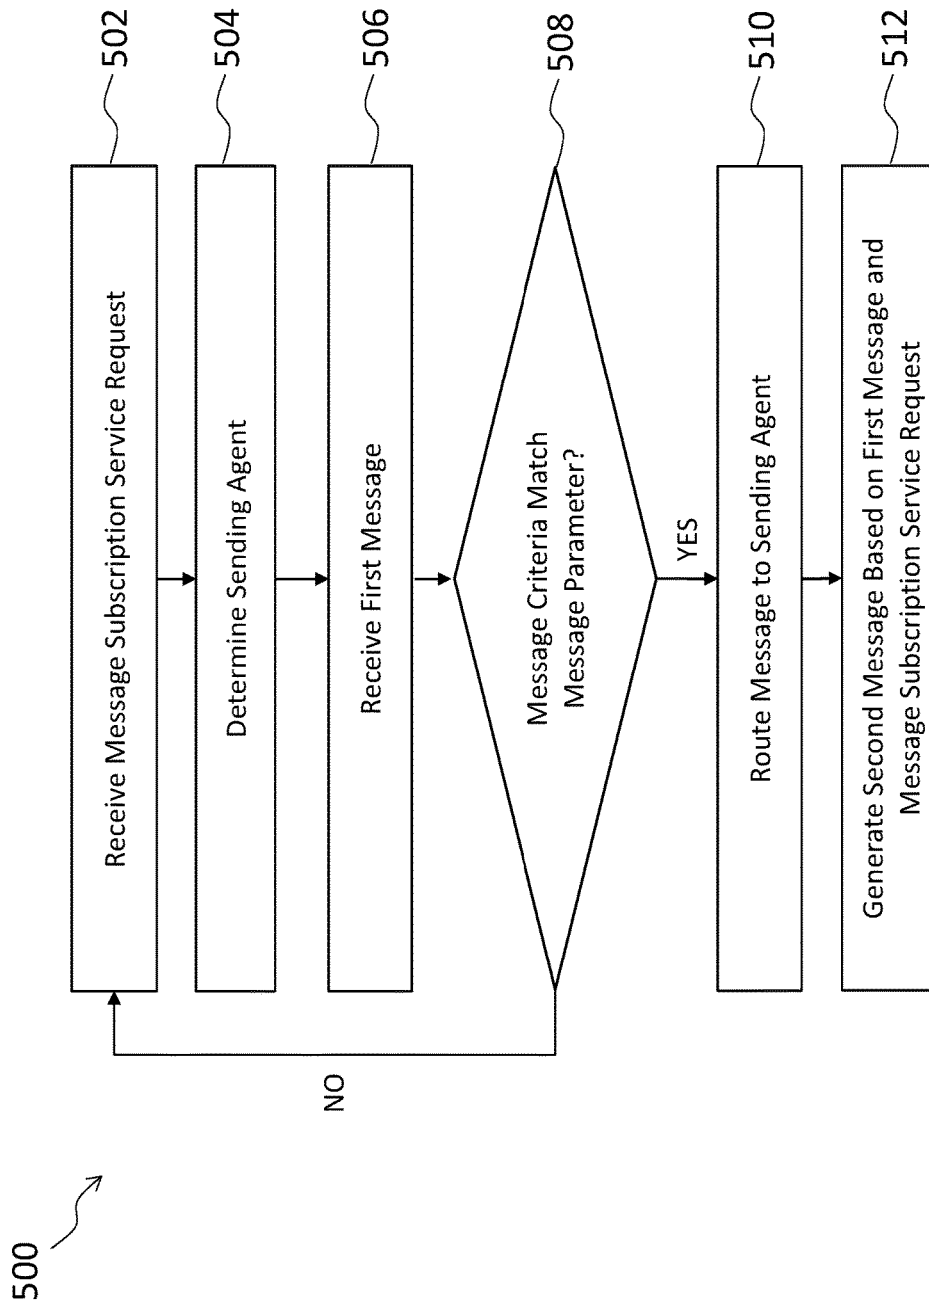 500
Receive Message Subscription Service Request
502
Determine Sending Agent
504
Receive First Message
506
Message Criteria Match
Message Parameter?
508
NO
YES
Route Message to Sending Agent
510
Generate Second Message Based on First Message and
Message Subscription Service Request
512